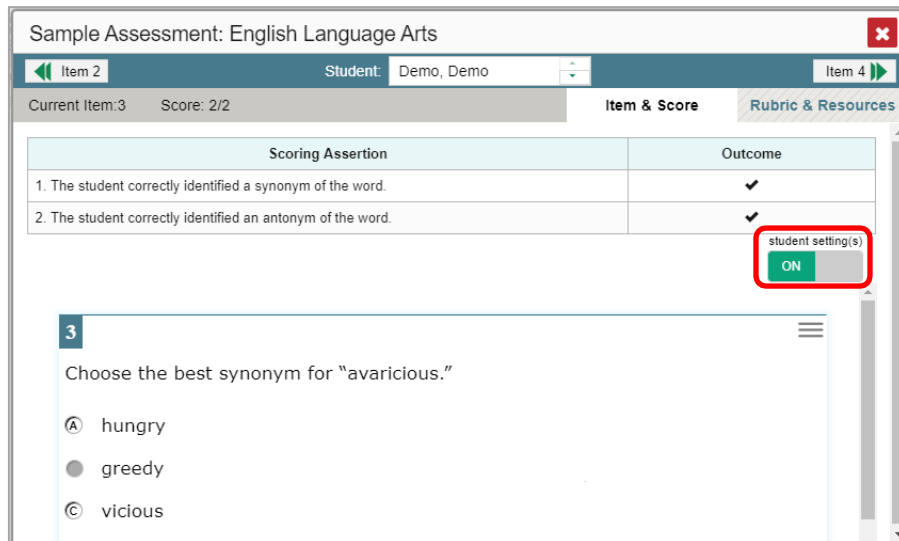 Sample Assessment: English Language Arts
Item 2
Student: Demo, Demo
Item 4
Current Item:3 Score: 2/2
Item & Score
Rubric & Resources
Scoring Assertion Outcome
1. The student correctly identified a synonym of the word.
2. The student correctly identified an antonym of the word.
student setting(s)
ON
3
Choose the best synonym for “avaricious.”
A hungry
greedy
C vicious